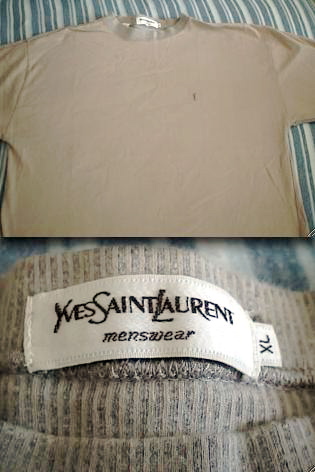 YVES SAINT LAURENT
menswear
XL